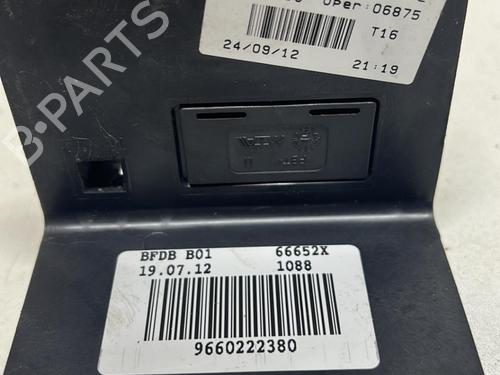 Oper:06875
T16
24/09/12 21:19
B-PARTS
BFDB B01 66652X
19.07.12 1088
9660222380